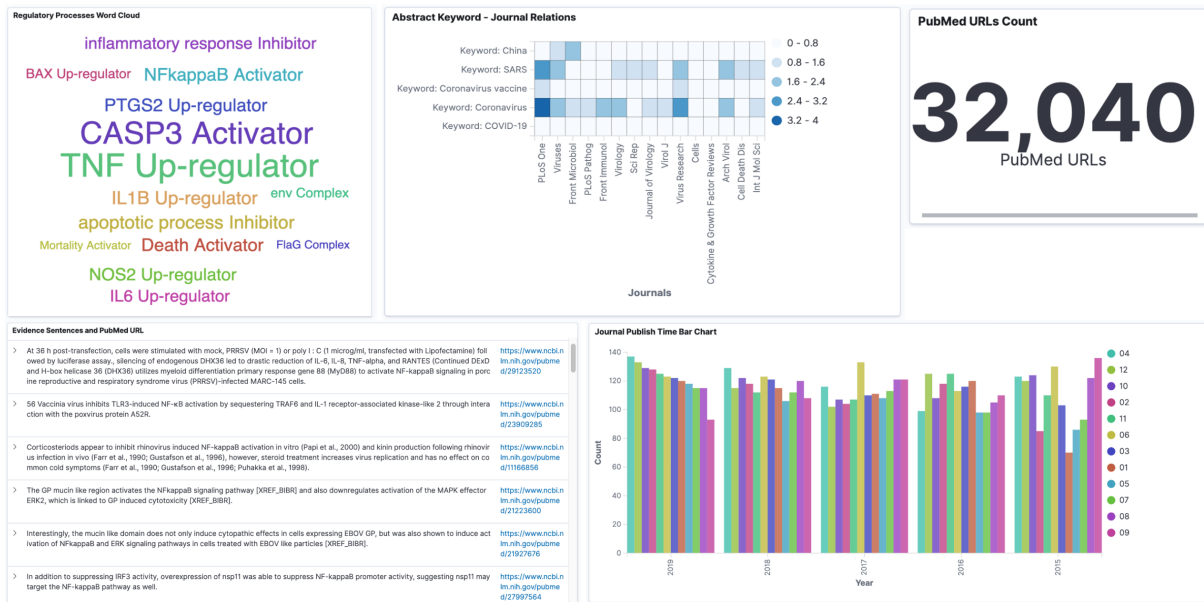 Regulatory Processes Word Cloud
inflammatory response Inhibitor
BAX Up-regulator NFkappaB Activator
PTGS2 Up-regulator
CASP3 Activator
TNF Up-regulator
IL1B Up-regulator env Complex
apoptotic process Inhibitor
Mortality Activator Death Activator FlaG Complex
NOS2 Up-regulator
IL6 Up-regulator
Abstract Keyword - Journal Relations
Keyword: China
Keyword: SARS
Keyword: Coronavirus vaccine
Keyword: Coronavirus
Keyword: COVID-19
PLoS One
Viruses
Front Microbiol
PLoS Pathog
Front Immunol
Virology
Sci Rep
Journal of Virology
Virol J
Virus Research
Cells
Cytokine & Growth Factor Reviews
Arch Virol
Cell Death Dis
Int J Mol Sci
Journals
0 - 0.8
0.8 - 1.6
1.6 - 2.4
2.4 - 3.2
3.2 - 4
PubMed URLs Count
32,040
PubMed URLs
Evidence Sentences and PubMed URL
At 36 h post-transfection, cells were stimulated with mock, PRRSV (MOI = 1) or poly I : C (1 microg/ml, transfected with Lipofectamine) foll
owed by luciferase assay., silencing of endogenous DHX36 led to drastic reduction of IL-6, IL-8, TNF-alpha, and RANTES (Continued DExD
and H-box helicase 36 (DHX36) utilizes myeloid differentiation primary response gene 88 (MyD88) to activate NF-kappaB signaling in porc
ine reproductive and respiratory syndrome virus (PRRSV)-infected MARC-145 cells.
https://www.ncbi.n
lm.nih.gov/pubme
d/29123520
56 Vaccinia virus inhibits TLR3-induced NF-κB activation by sequestering TRAF6 and IL-1 receptor-associated kinase-like 2 through intera
ction with the poxvirus protein A52R.
https://www.ncbi.n
lm.nih.gov/pubme
d/23909285
Corticosteriods appear to inhibit rhinovirus induced NF-kappaB activation in vitro (Papi et al., 2000) and kinin production following rhinovir
us infection in vivo (Farr et al., 1990; Gustafson et al., 1996), however, steroid treatment increases virus replication and has no effect on co
mmon cold symptoms (Farr et al., 1990; Gustafson et al., 1996; Puhakka et al., 1998).
https://www.ncbi.n
lm.nih.gov/pubme
d/11166856
The GP mucin like region activates the NFkappaB signaling pathway [XREF_BIBR] and also downregulates activation of the MAPK effector
ERK2, which is linked to GP induced cytotoxicity [XREF_BIBR].
https://www.ncbi.n
lm.nih.gov/pubme
d/21223600
Interestingly, the mucin like domain does not only induce cytopathic effects in cells expressing EBOV GP, but was also shown to induce act
ivation of NFkappaB and ERK signaling pathways in cells treated with EBOV like particles [XREF_BIBR].
https://www.ncbi.n
lm.nih.gov/pubme
d/21927676
In addition to suppressing IRF3 activity, overexpression of nsp11 was able to suppress NF-kappaB promoter activity, suggesting nsp11 may
target the NF-kappaB pathway as well.
https://www.ncbi.n
lm.nih.gov/pubme
d/27997564
Journal Publish Time Bar Chart
Count
140
120
100
80
60
40
20
0
2019
2018
2017
2016
2015
Year
04
12
10
02
11
06
03
01
05
07
08
09